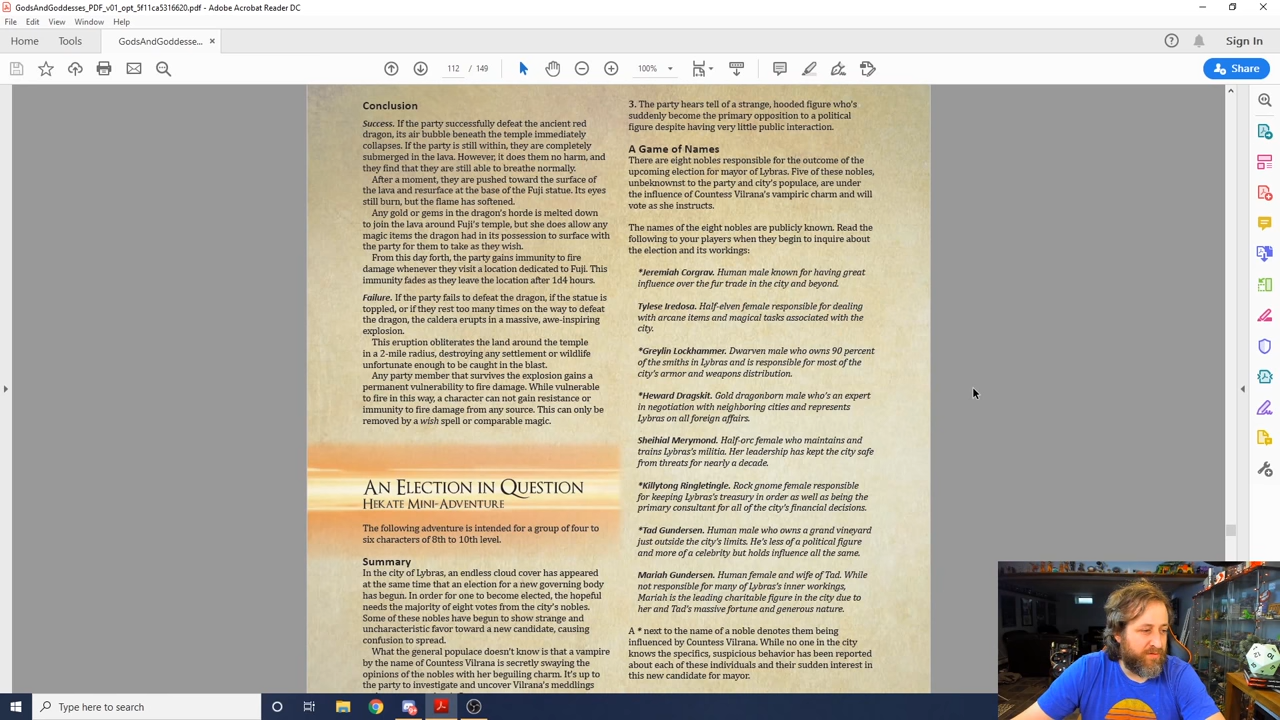 GodsAndGoddesses_PDF_v01_opt_5f11ca5316620.pdf - Adobe Acrobat Reader DC
File Edit View Window Help
Home Tools GodsAndGoddesse... × Sign In
112 / 149 100% Share
Conclusion
Success. If the party successfully defeat the ancient red
dragon, its air bubble beneath the temple immediately
collapses. If the party is still within, they are completely
submerged in the lava. However, it does them no harm, and
they find that they are still able to breathe normally.
After a moment, they are pushed toward the surface of
the lava and resurface at the base of the Fuji statue. Its eyes
still burn, but the flame has softened.
Any gold or gems in the dragon's horde is melted down
to join the lava around Fuji's temple, but she does allow any
magic items the dragon had in its possession to surface with
the party for them to take as they wish.
From this day forth, the party gains immunity to fire
damage whenever they visit a location dedicated to Fuji. This
immunity fades as they leave the location after 1d4 hours.
Failure. If the party fails to defeat the dragon, if the statue is
toppled, or if they rest too many times on the way to defeat
the dragon, the caldera erupts in a massive, awe-inspiring
explosion.
This eruption obliterates the land around the temple
in a 2-mile radius, destroying any settlement or wildlife
unfortunate enough to be caught in the blast.
Any party member that survives the explosion gains a
permanent vulnerability to fire damage. While vulnerable
to fire in this way, a character can not gain resistance or
immunity to fire damage from any source. This can only be
removed by a wish spell or comparable magic.
An Election in Question
Hekate Mini-Adventure
The following adventure is intended for a group of four to
six characters of 8th to 10th level.
Summary
In the city of Lybras, an endless cloud cover has appeared
at the same time that an election for a new governing body
has begun. In order for one to become elected, the hopeful
needs the majority of eight votes from the city's nobles.
Some of these nobles have begun to show strange and
uncharacteristic favor toward a new candidate, causing
confusion to spread.
What the general populace doesn't know is that a vampire
by the name of Countess Vilrana is secretly swaying the
opinions of the nobles with her beguiling charm. It's up to
the party to investigate and uncover Vilrana's meddlings
3. The party hears tell of a strange, hooded figure who's
suddenly become the primary opposition to a political
figure despite having very little public interaction.
A Game of Names
There are eight nobles responsible for the outcome of the
upcoming election for mayor of Lybras. Five of these nobles,
unbeknownst to the party and city's populace, are under
the influence of Countess Vilrana's vampiric charm and will
vote as she instructs.
The names of the eight nobles are publicly known. Read the
following to your players when they begin to inquire about
the election and its workings:
*Jeremiah Corgrav. Human male known for having great
influence over the fur trade in the city and beyond.
Tylese Iredosa. Half-elven female responsible for dealing
with arcane items and magical tasks associated with the
city.
*Greylin Lockhammer. Dwarven male who owns 90 percent
of the smiths in Lybras and is responsible for most of the
city's armor and weapons distribution.
*Heward Dragskit. Gold dragonborn male who's an expert
in negotiation with neighboring cities and represents
Lybras on all foreign affairs.
Sheihial Merymond. Half-orc female who maintains and
trains Lybras's militia. Her leadership has kept the city safe
from threats for nearly a decade.
*Killytong Ringletingle. Rock gnome female responsible
for keeping Lybras's treasury in order as well as being the
primary consultant for all of the city's financial decisions.
*Tad Gundersen. Human male who owns a grand vineyard
just outside the city's limits. He's less of a political figure
and more of a celebrity but holds influence all the same.
Mariah Gundersen. Human female and wife of Tad. While
not responsible for many of Lybras's inner workings,
Mariah is the leading charitable figure in the city due to
her and Tad's massive fortune and generous nature.
A * next to the name of a noble denotes them being
influenced by Countess Vilrana. While no one in the city
knows the specifics, suspicious behavior has been reported
about each of these individuals and their sudden interest in
this new candidate for mayor.
Type here to search